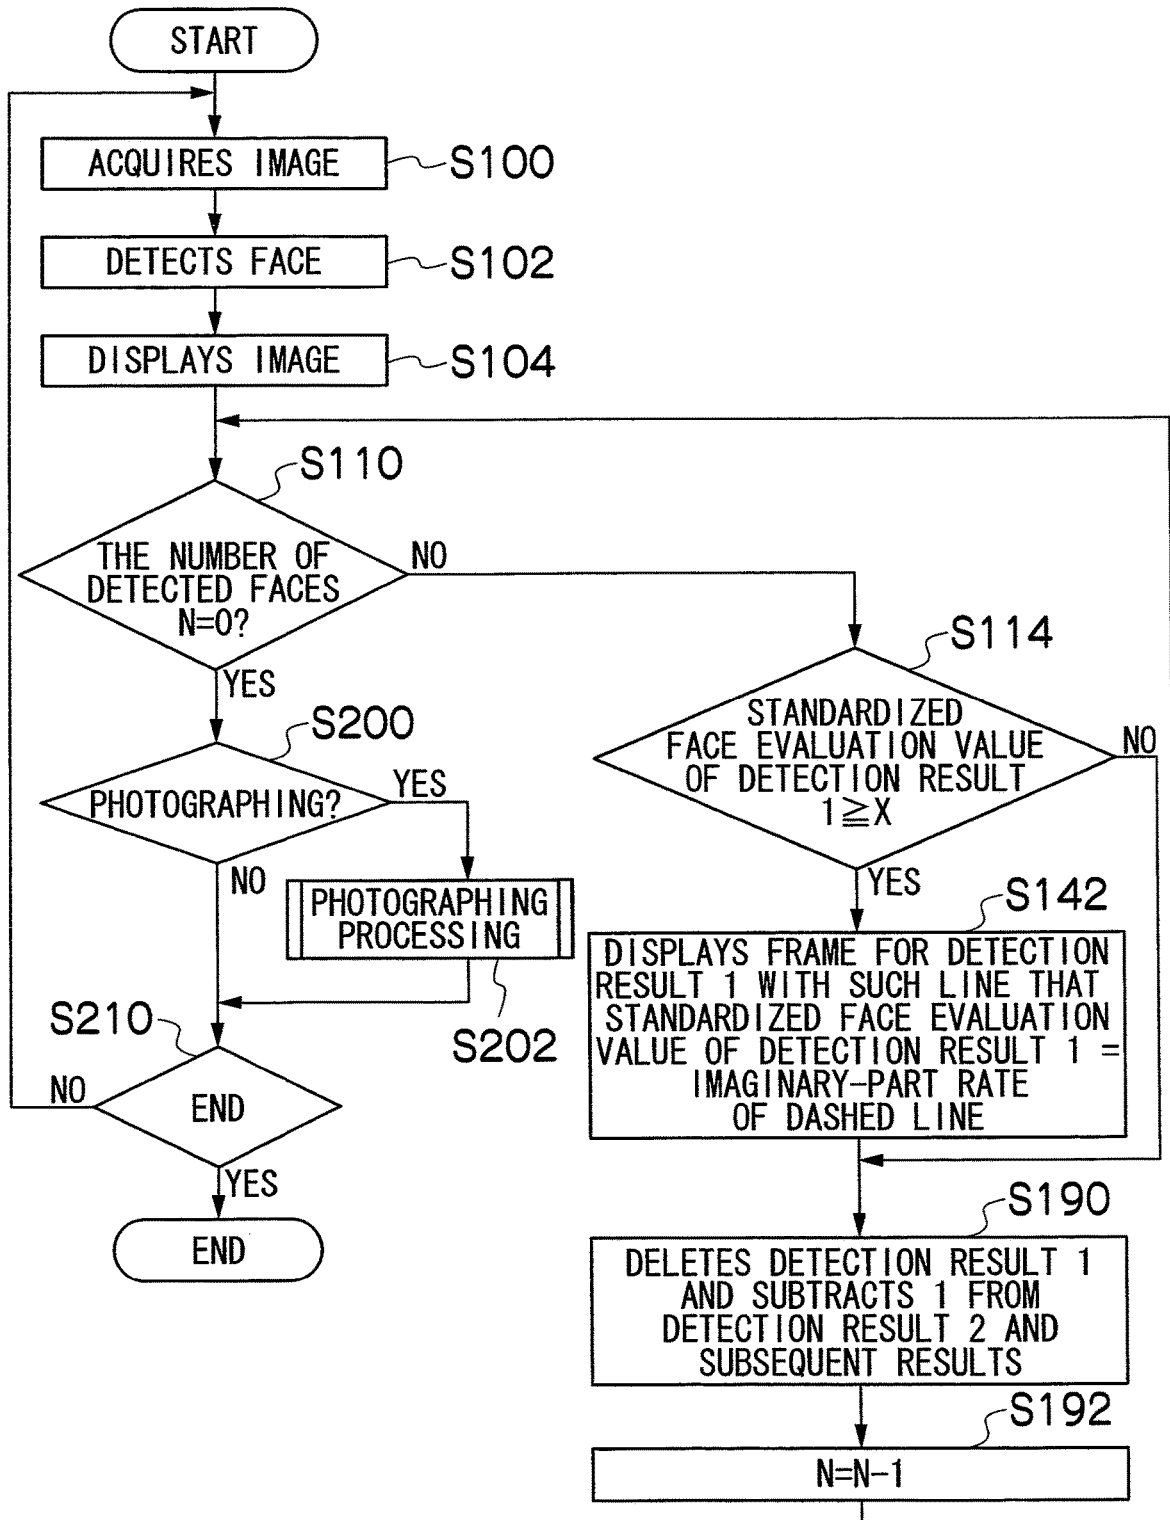 START
ACQUIRES IMAGE
S100
DETECTS FACE
S102
DISPLAYS IMAGE
S104
S110
THE NUMBER OF
DETECTED FACES
N=0?
NO
YES
S200
PHOTOGRAPHING?
YES
NO
PHOTOGRAPHING
PROCESSING
S202
S210
END
NO
YES
END
S114
STANDARDIZED
FACE EVALUATION VALUE
OF DETECTION RESULT
1≧X
NO
YES
S142
DISPLAYS FRAME FOR DETECTION
RESULT 1 WITH SUCH LINE THAT
STANDARDIZED FACE EVALUATION
VALUE OF DETECTION RESULT 1 =
IMAGINARY-PART RATE
OF DASHED LINE
S190
DELETES DETECTION RESULT 1
AND SUBTRACTS 1 FROM
DETECTION RESULT 2 AND
SUBSEQUENT RESULTS
S192
N=N-1